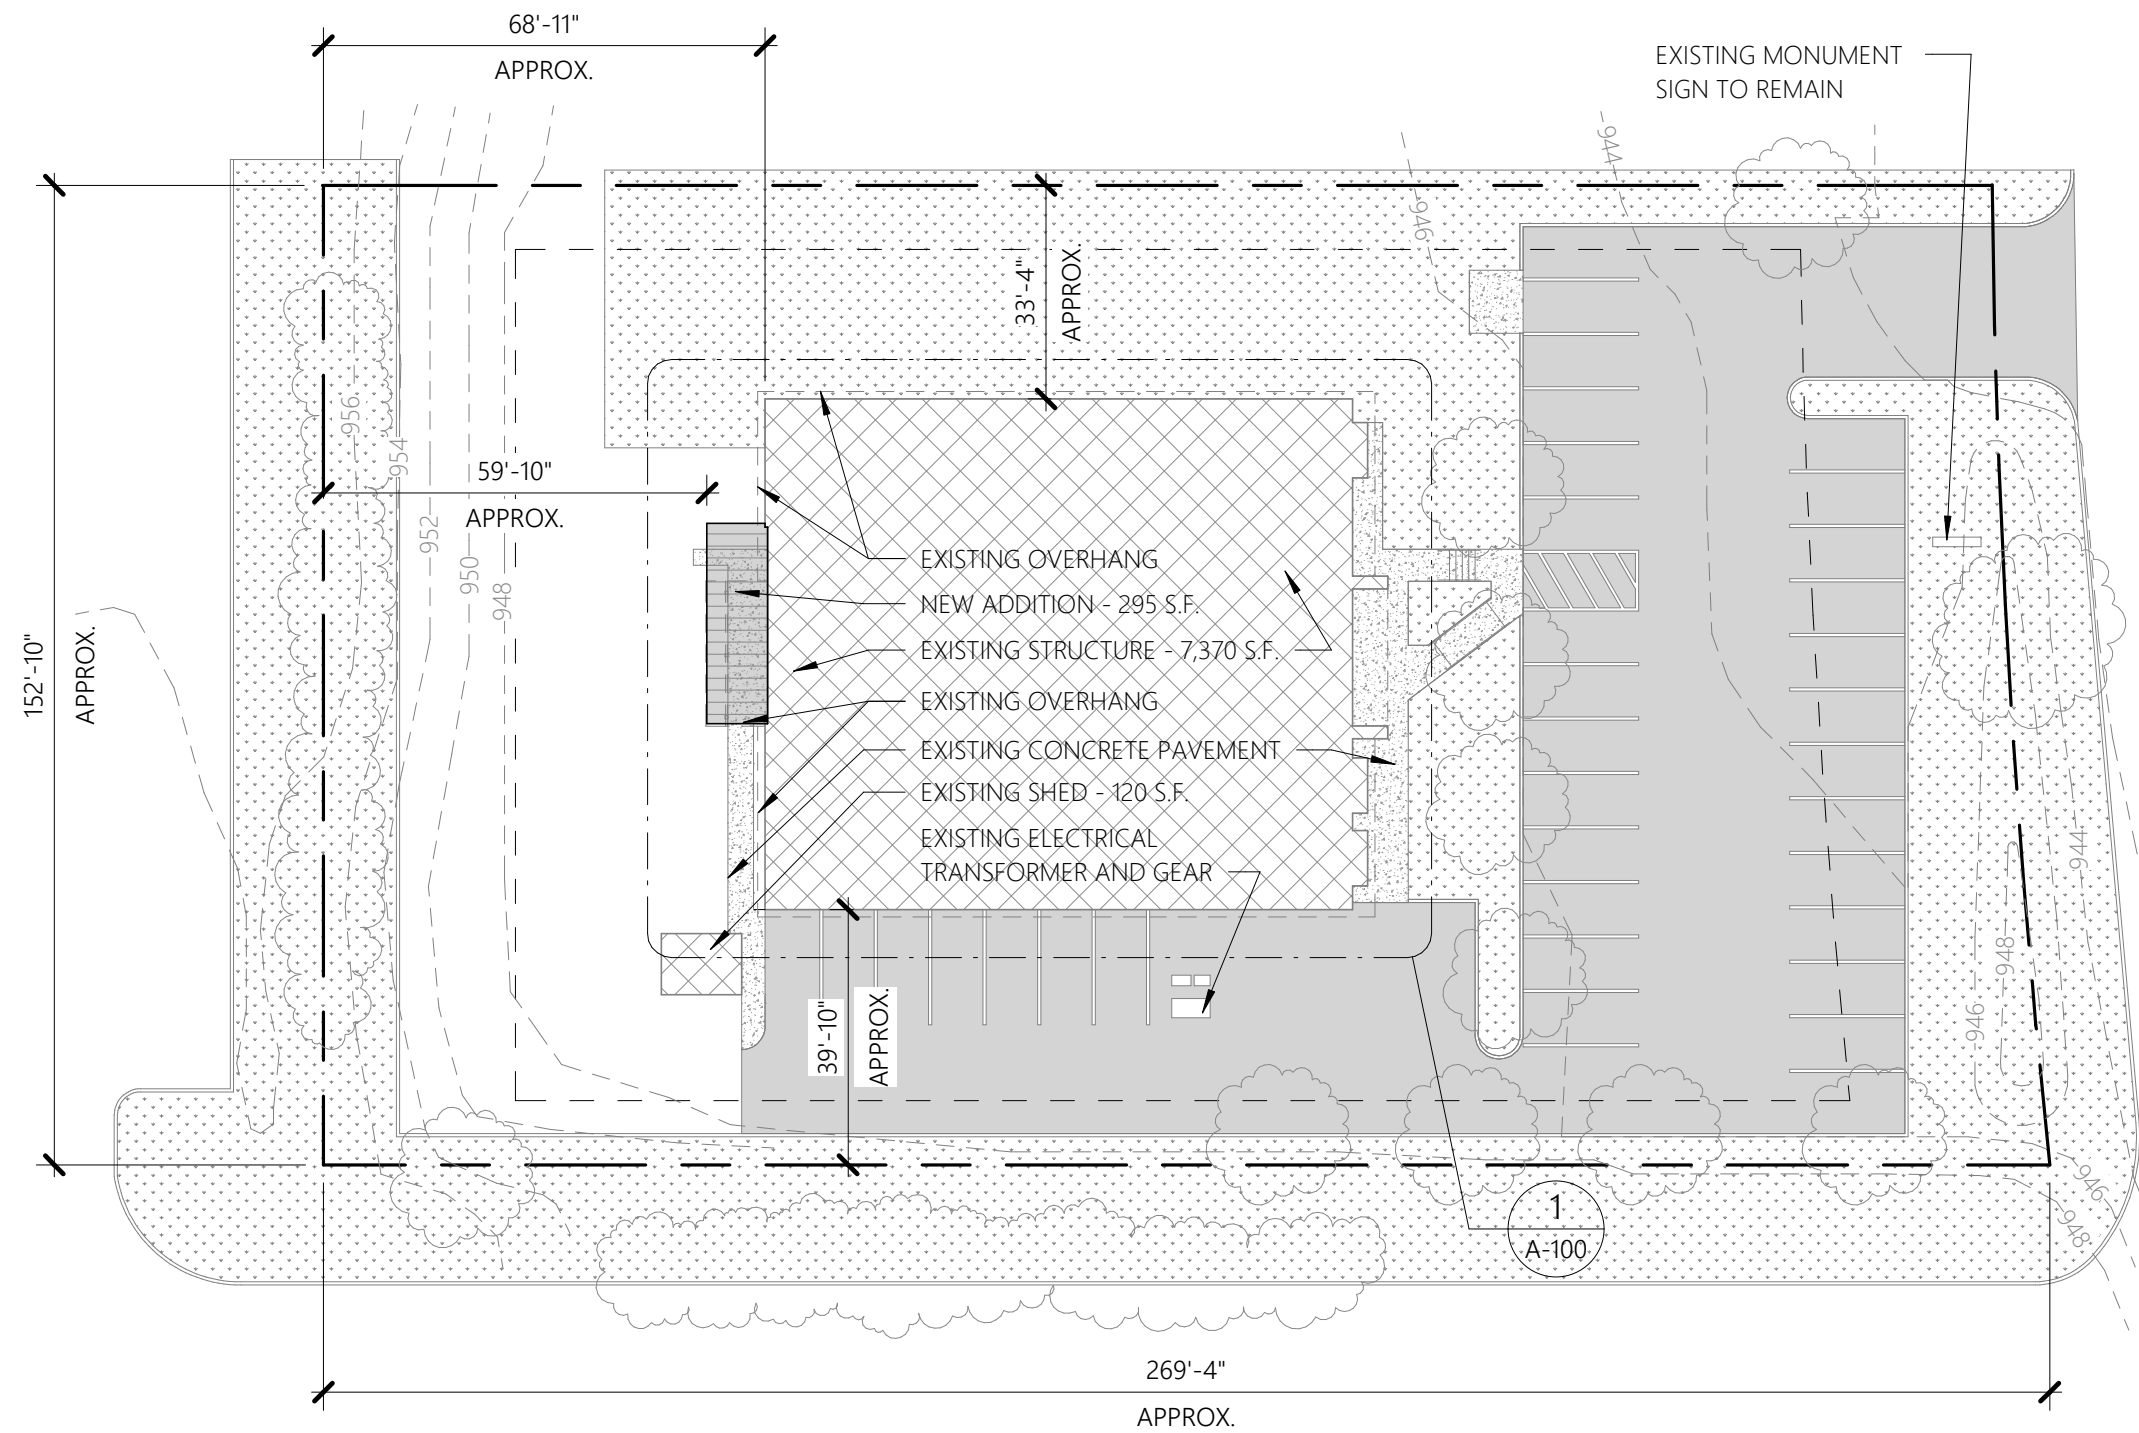 68'-11"
APPROX.
EXISTING MONUMENT
SIGN TO REMAIN
944
946
33'-4"
APPROX.
956
954
59'-10"
APPROX.
952
950
948
EXISTING OVERHANG
NEW ADDITION - 295 S.F.
EXISTING STRUCTURE - 7,370 S.F.
EXISTING OVERHANG
EXISTING CONCRETE PAVEMENT
EXISTING SHED - 120 S.F.
EXISTING ELECTRICAL
TRANSFORMER AND GEAR
152'-10"
APPROX.
39'-10"
APPROX.
944
948
946
946
948
1
A-100
269'-4"
APPROX.